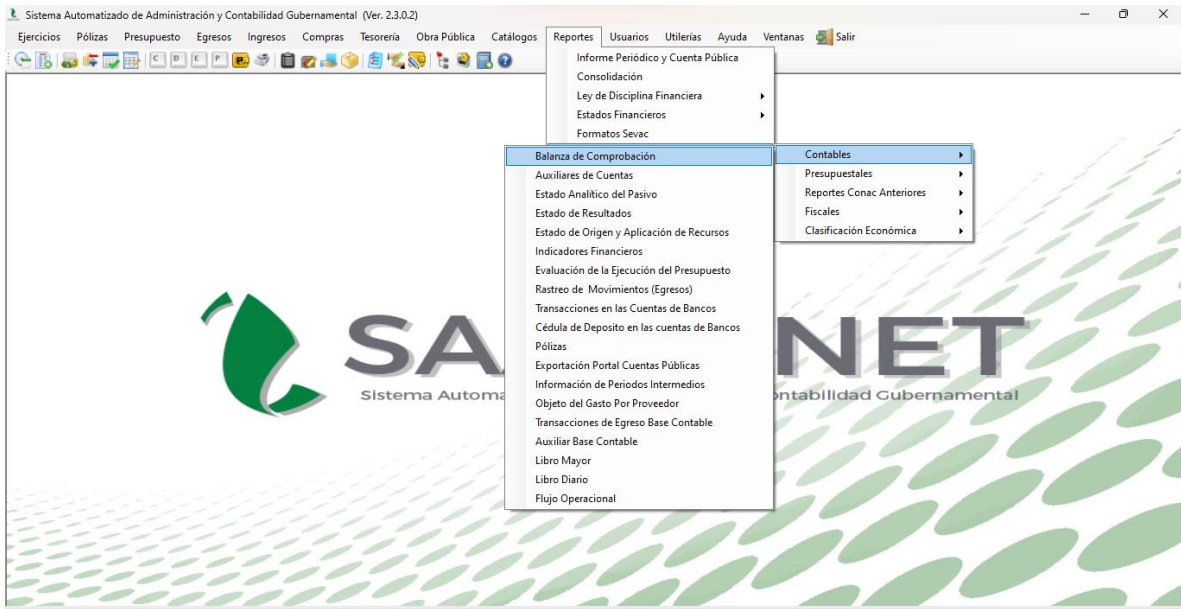 Sistema Automatizado de Administración y Contabilidad Gubernamental (Ver. 2.3.0.2)
Ejercicios Pólizas Presupuesto Egresos Ingresos Compras Tesorería Obra Pública Catálogos Reportes Usuarios Utilerías Ayuda Ventanas Salir
C D E P P
Informe Periódico y Cuenta Pública
Consolidación
Ley de Disciplina Financiera
Estados Financieros
Formatos Sevac
Contables
Presupuestales
Reportes Conac Anteriores
Fiscales
Clasificación Económica
Balanza de Comprobación
Auxiliares de Cuentas
Estado Analítico del Pasivo
Estado de Resultados
Estado de Origen y Aplicación de Recursos
Indicadores Financieros
Evaluación de la Ejecución del Presupuesto
Rastreo de Movimientos (Egresos)
Transacciones en las Cuentas de Bancos
Cédula de Deposito en las cuentas de Bancos
Pólizas
Exportación Portal Cuentas Públicas
Información de Periodos Intermedios
Objeto del Gasto Por Proveedor
Transacciones de Egreso Base Contable
Auxiliar Base Contable
Libro Mayor
Libro Diario
Flujo Operacional
SA NET
Sistema Automa ontabilidad Gubernamental